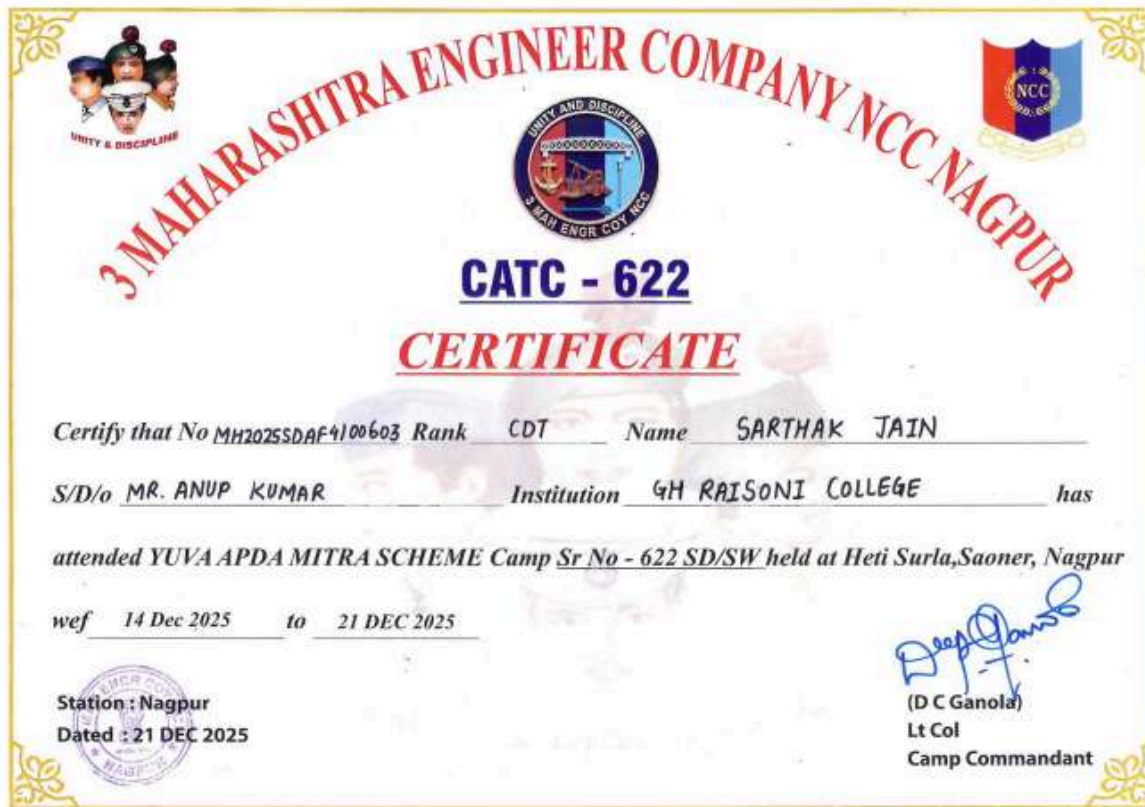 UNITY & DISCIPLINE
NCC
3 MAHARASHTRA ENGINEER COMPANY NCC NAGPUR
UNITY AND DISCIPLINE
3 MAH ENGR COY NCC
CATC - 622
CERTIFICATE
Certify that No MH2025SDAF4100603 Rank CDT Name SARTHAK JAIN
S/D/o MR. ANUP KUMAR Institution GH RAISONI COLLEGE has
attended YUVA APDA MITRA SCHEME Camp Sr No - 622 SD/SW held at Heti Surla,Saoner, Nagpur
wef 14 Dec 2025 to 21 DEC 2025
Station : Nagpur
Dated : 21 DEC 2025
ENGR COY
NAGPUR
(D C Ganola)
Lt Col
Camp Commandant